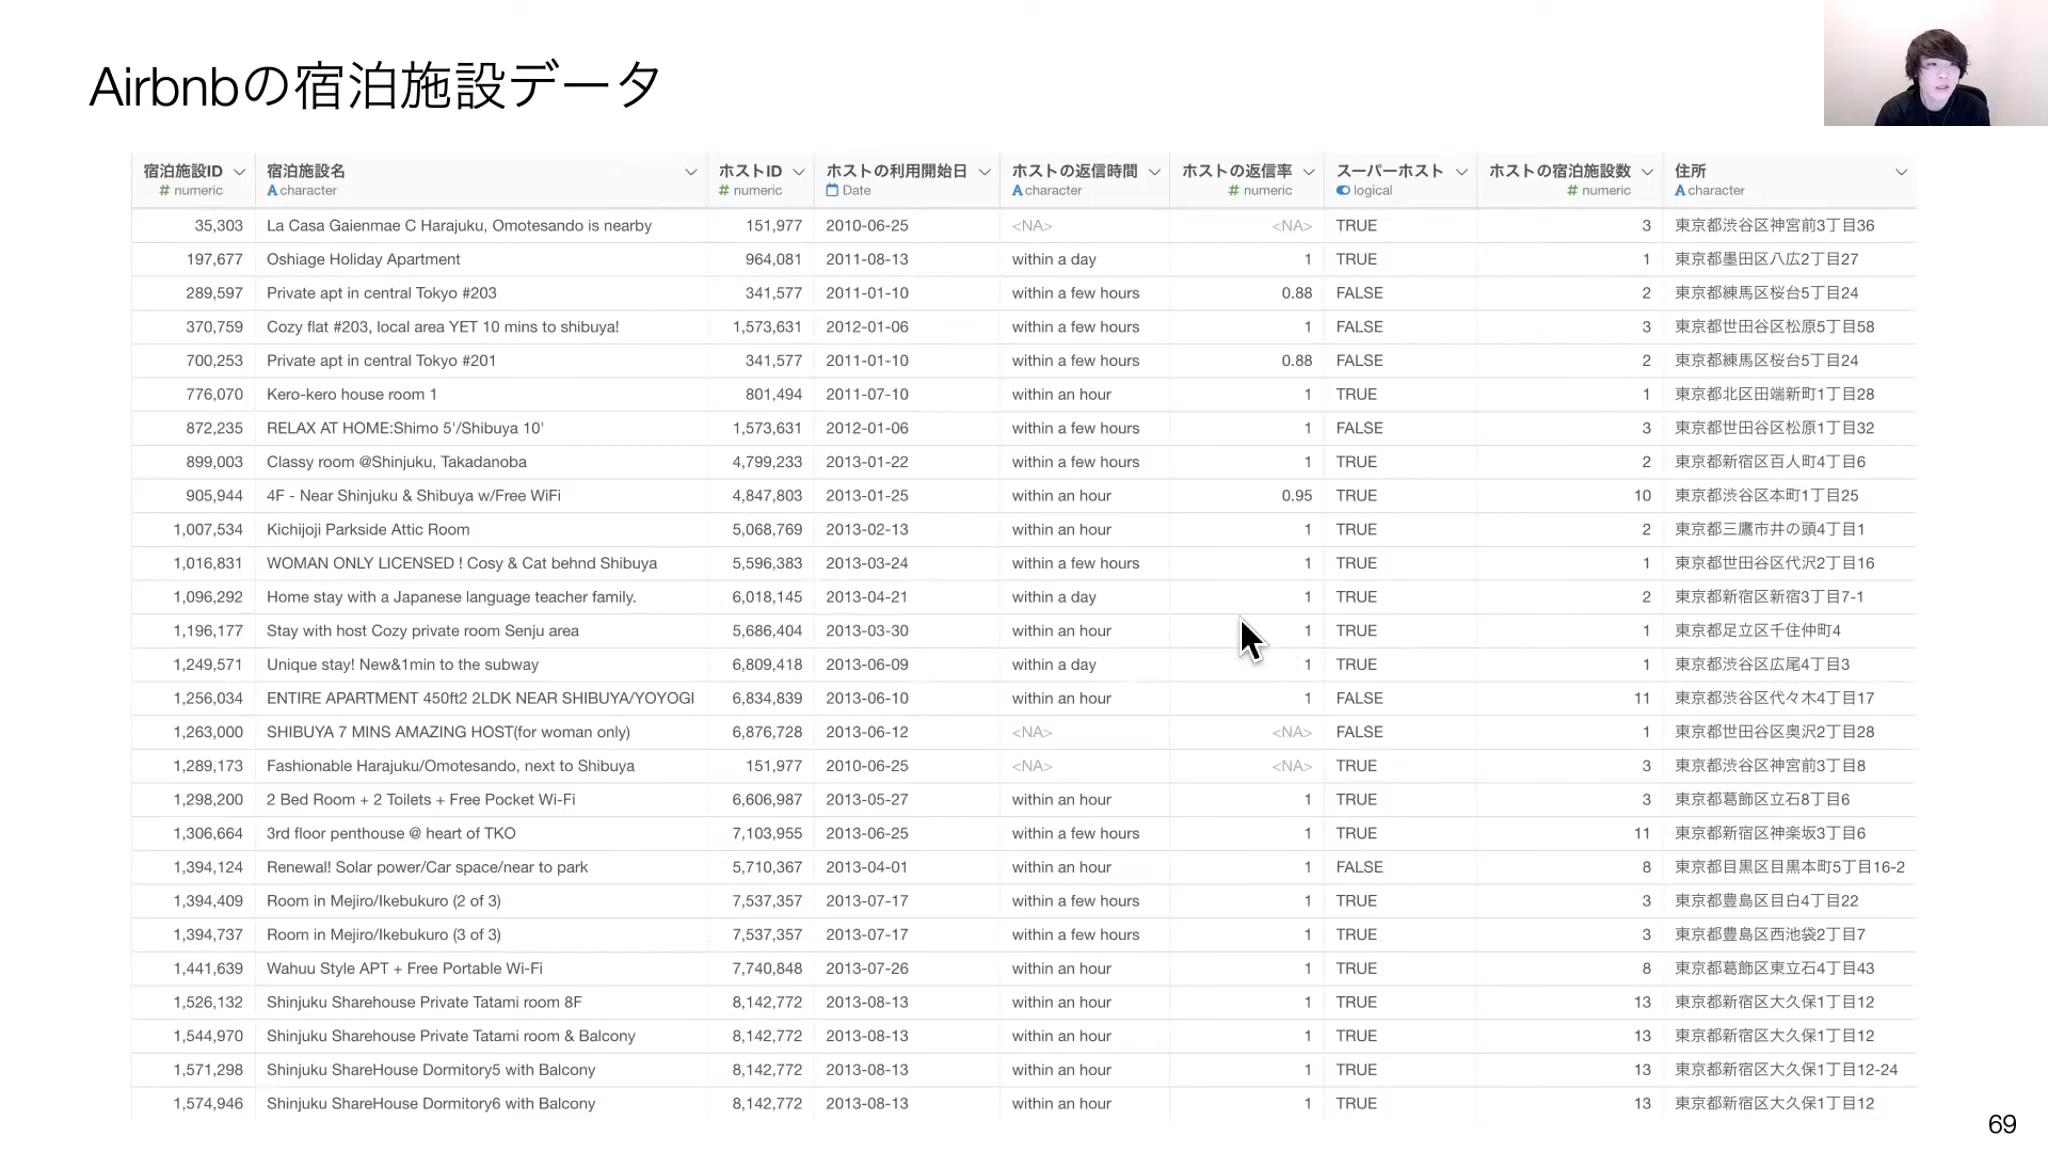 Airbnbの宿泊施設データ
宿泊施設ID 宿泊施設名 ホストID ホストの利用開始日 ホストの返信時間 ホストの返信率 スーパーホスト ホストの宿泊施設数 住所
# numeric A character # numeric Date A character # numeric logical # numeric A character
35,303 La Casa Gaienmae C Harajuku, Omotesando is nearby 151,977 2010-06-25 <NA> <NA> TRUE 3 東京都渋谷区神宮前3丁目36
197,677 Oshiage Holiday Apartment 964,081 2011-08-13 within a day 1 TRUE 1 東京都墨田区八広2丁目27
289,597 Private apt in central Tokyo #203 341,577 2011-01-10 within a few hours 0.88 FALSE 2 東京都練馬区桜台5丁目24
370,759 Cozy flat #203, local area YET 10 mins to shibuya! 1,573,631 2012-01-06 within a few hours 1 FALSE 3 東京都世田谷区松原5丁目58
700,253 Private apt in central Tokyo #201 341,577 2011-01-10 within a few hours 0.88 FALSE 2 東京都練馬区桜台5丁目24
776,070 Kero-kero house room 1 801,494 2011-07-10 within an hour 1 TRUE 1 東京都北区田端新町1丁目28
872,235 RELAX AT HOME:Shimo 5'/Shibuya 10' 1,573,631 2012-01-06 within a few hours 1 FALSE 3 東京都世田谷区松原1丁目32
899,003 Classy room @Shinjuku, Takadanoba 4,799,233 2013-01-22 within a few hours 1 TRUE 2 東京都新宿区百人町4丁目6
905,944 4F - Near Shinjuku & Shibuya w/Free WiFi 4,847,803 2013-01-25 within an hour 0.95 TRUE 10 東京都渋谷区本町1丁目25
1,007,534 Kichijoji Parkside Attic Room 5,068,769 2013-02-13 within an hour 1 TRUE 2 東京都三鷹市井の頭4丁目1
1,016,831 WOMAN ONLY LICENSED ! Cosy & Cat behnd Shibuya 5,596,383 2013-03-24 within a few hours 1 TRUE 1 東京都世田谷区代沢2丁目16
1,096,292 Home stay with a Japanese language teacher family. 6,018,145 2013-04-21 within a day 1 TRUE 2 東京都新宿区新宿3丁目7-1
1,196,177 Stay with host Cozy private room Senju area 5,686,404 2013-03-30 within an hour 1 TRUE 1 東京都足立区千住仲町4
1,249,571 Unique stay! New&1min to the subway 6,809,418 2013-06-09 within a day 1 TRUE 1 東京都渋谷区広尾4丁目3
1,256,034 ENTIRE APARTMENT 450ft2 2LDK NEAR SHIBUYA/YOYOGI 6,834,839 2013-06-10 within an hour 1 FALSE 11 東京都渋谷区代々木4丁目17
1,263,000 SHIBUYA 7 MINS AMAZING HOST(for woman only) 6,876,728 2013-06-12 <NA> <NA> FALSE 1 東京都世田谷区奥沢2丁目28
1,289,173 Fashionable Harajuku/Omotesando, next to Shibuya 151,977 2010-06-25 <NA> <NA> TRUE 3 東京都渋谷区神宮前3丁目8
1,298,200 2 Bed Room + 2 Toilets + Free Pocket Wi-Fi 6,606,987 2013-05-27 within an hour 1 TRUE 3 東京都葛飾区立石8丁目6
1,306,664 3rd floor penthouse @ heart of TKO 7,103,955 2013-06-25 within a few hours 1 TRUE 11 東京都新宿区神楽坂3丁目6
1,394,124 Renewal! Solar power/Car space/near to park 5,710,367 2013-04-01 within an hour 1 FALSE 8 東京都目黒区目黒本町5丁目16-2
1,394,409 Room in Mejiro/Ikebukuro (2 of 3) 7,537,357 2013-07-17 within a few hours 1 TRUE 3 東京都豊島区目白4丁目22
1,394,737 Room in Mejiro/Ikebukuro (3 of 3) 7,537,357 2013-07-17 within a few hours 1 TRUE 3 東京都豊島区西池袋2丁目7
1,441,639 Wahuu Style APT + Free Portable Wi-Fi 7,740,848 2013-07-26 within an hour 1 TRUE 8 東京都葛飾区東立石4丁目43
1,526,132 Shinjuku Sharehouse Private Tatami room 8F 8,142,772 2013-08-13 within an hour 1 TRUE 13 東京都新宿区大久保1丁目12
1,544,970 Shinjuku Sharehouse Private Tatami room & Balcony 8,142,772 2013-08-13 within an hour 1 TRUE 13 東京都新宿区大久保1丁目12
1,571,298 Shinjuku ShareHouse Dormitory5 with Balcony 8,142,772 2013-08-13 within an hour 1 TRUE 13 東京都新宿区大久保1丁目12-24
1,574,946 Shinjuku ShareHouse Dormitory6 with Balcony 8,142,772 2013-08-13 within an hour 1 TRUE 13 東京都新宿区大久保1丁目12
69